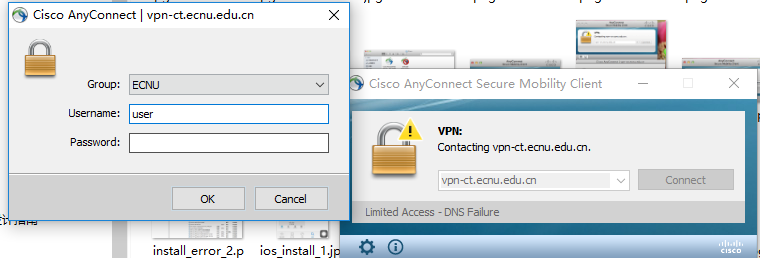 Cisco AnyConnect | vpn-ct.ecnu.edu.cn
Group:
ECNU
Username:
user
Password:
OK
Cancel
Cisco AnyConnect Secure Mobility Client
VPN:
Contacting vpn-ct.ecnu.edu.cn.
vpn-ct.ecnu.edu.cn
Connect
Limited Access - DNS Failure
cisco
install_error_2.p
ios_install_1.jp